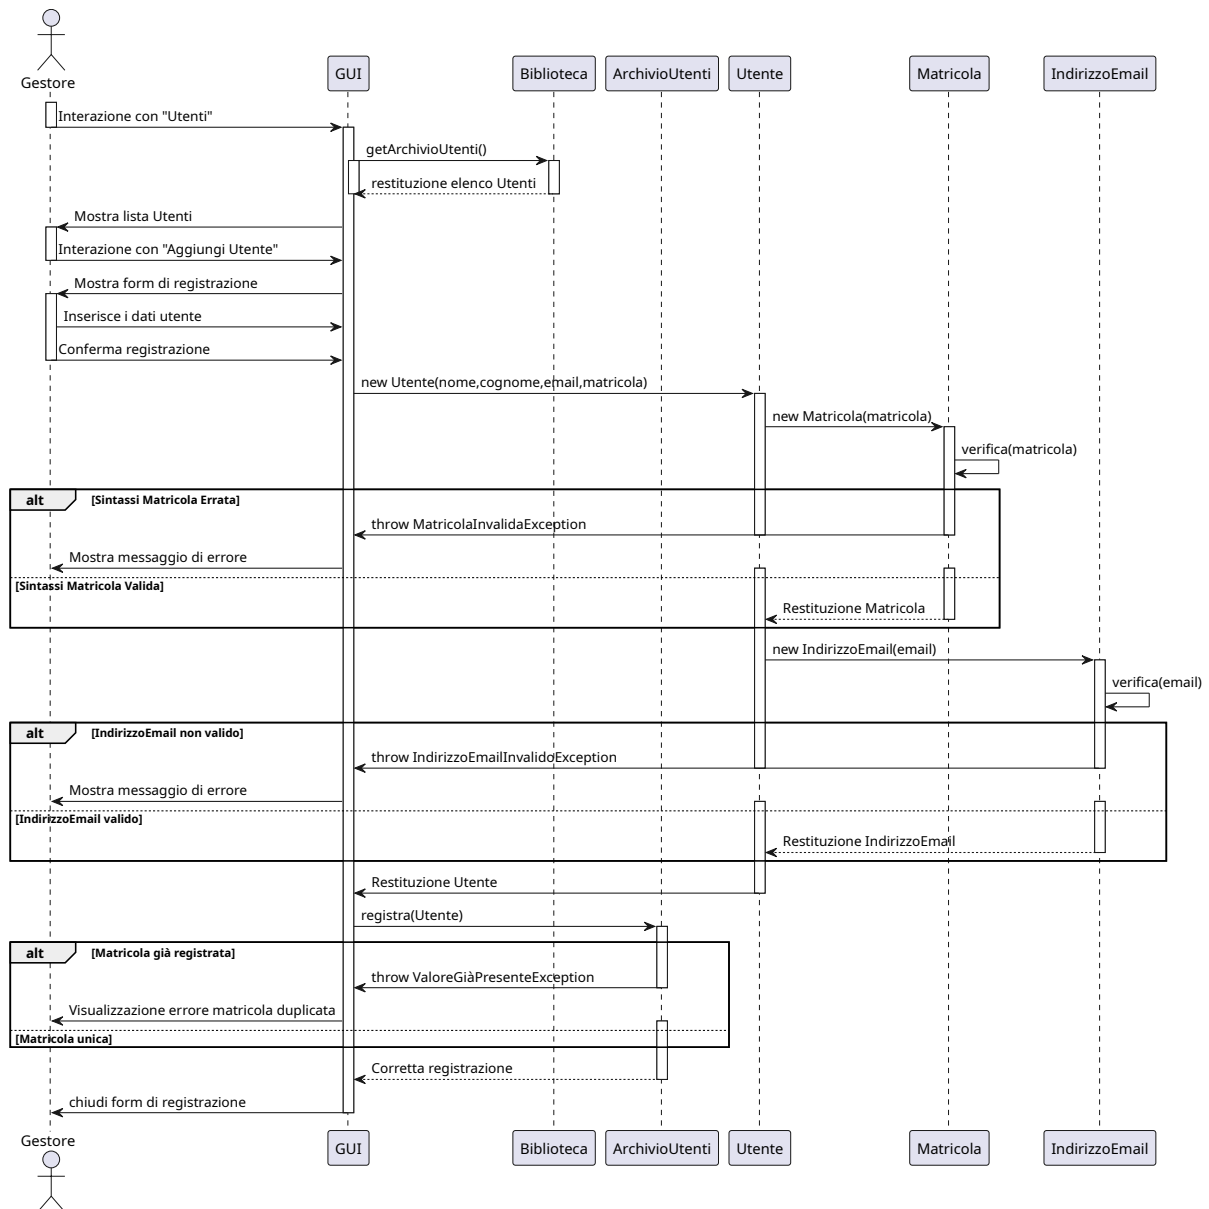 Gestore
GUI
Biblioteca
ArchivioUtenti
Utente
Matricola
IndirizzoEmail
Interazione con "Utenti"
getArchivioUtenti()
restituzione elenco Utenti
Mostra lista Utenti
Interazione con "Aggiungi Utente"
Mostra form di registrazione
Inserisce i dati utente
Conferma registrazione
new Utente(nome,cognome,email,matricola)
new Matricola(matricola)
verifica(matricola)
alt
[Sintassi Matricola Errata]
throw MatricolaInvalidaException
Mostra messaggio di errore
[Sintassi Matricola Valida]
Restituzione Matricola
new IndirizzoEmail(email)
verifica(email)
alt
[IndirizzoEmail non valido]
throw IndirizzoEmailInvalidoException
Mostra messaggio di errore
[IndirizzoEmail valido]
Restituzione IndirizzoEmail
Restituzione Utente
registra(Utente)
alt
[Matricola già registrata]
throw ValoreGiàPresenteException
Visualizzazione errore matricola duplicata
[Matricola unica]
Corretta registrazione
chiudi form di registrazione
Gestore
GUI
Biblioteca
ArchivioUtenti
Utente
Matricola
IndirizzoEmail